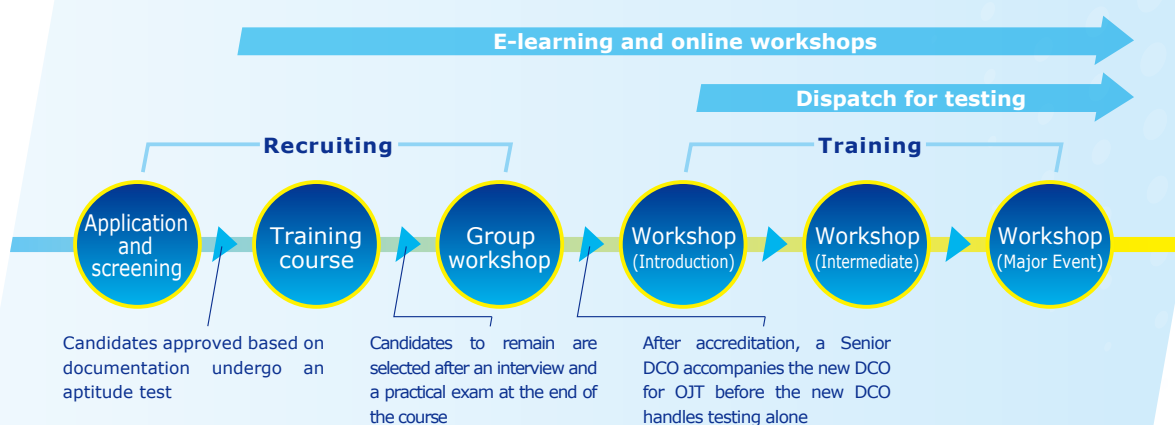 E-learning and online workshops
Dispatch for testing
Recruiting
Training
Application
and
screening
Training
course
Group
workshop
Workshop
(Introduction)
Workshop
(Intermediate)
Workshop
(Major Event)
Candidates approved based on
documentation undergo an
aptitude test
Candidates to remain are
selected after an interview and
a practical exam at the end of
the course
After accreditation, a Senior
DCO accompanies the new DCO
for OJT before the new DCO
handles testing alone